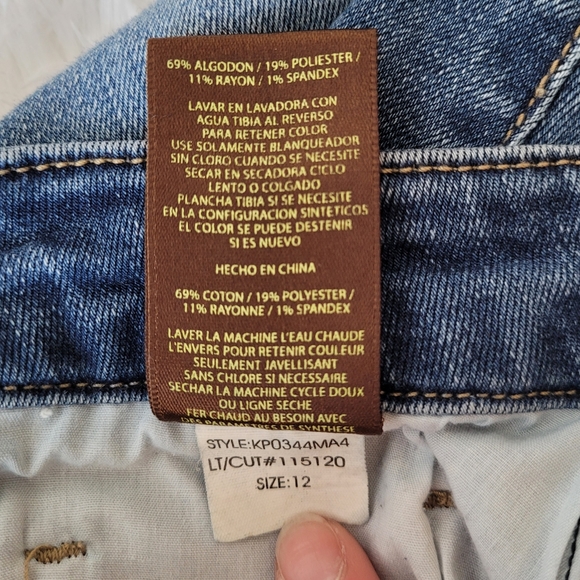 69% ALGODON / 19% POLIESTER /
11% RAYON / 1% SPANDEX
LAVAR EN LAVADORA CON
AGUA TIBIA AL REVERSO
PARA RETENER COLOR
USE SOLAMENTE BLANQUEADOR
SIN CLORO CUANDO SE NECESITE
SECAR EN SECADORA CICLO
LENTO O COLGADO
PLANCHA TIBIA SI SE NECESITE
EN LA CONFIGURACION SINTETICOS
EL COLOR SE PUEDE DESTENIR
SI ES NUEVO
HECHO EN CHINA
69% COTON / 19% POLYESTER /
11% RAYONNE / 1% SPANDEX
LAVER LA MACHINE L'EAU CHAUDE
L'ENVERS POUR RETENIR COULEUR
SEULEMENT JAVELLISANT
SANS CHLORE SI NECESSAIRE
SECHAR LA MACHINE CYCLE DOUX
OU LIGNE SECHE
FER CHAUD AU BESOIN AVEC
DES PARAMETRES DE SYNTHESE
STYLE:KP0344MA4
LT/CUT#115120
SIZE:12